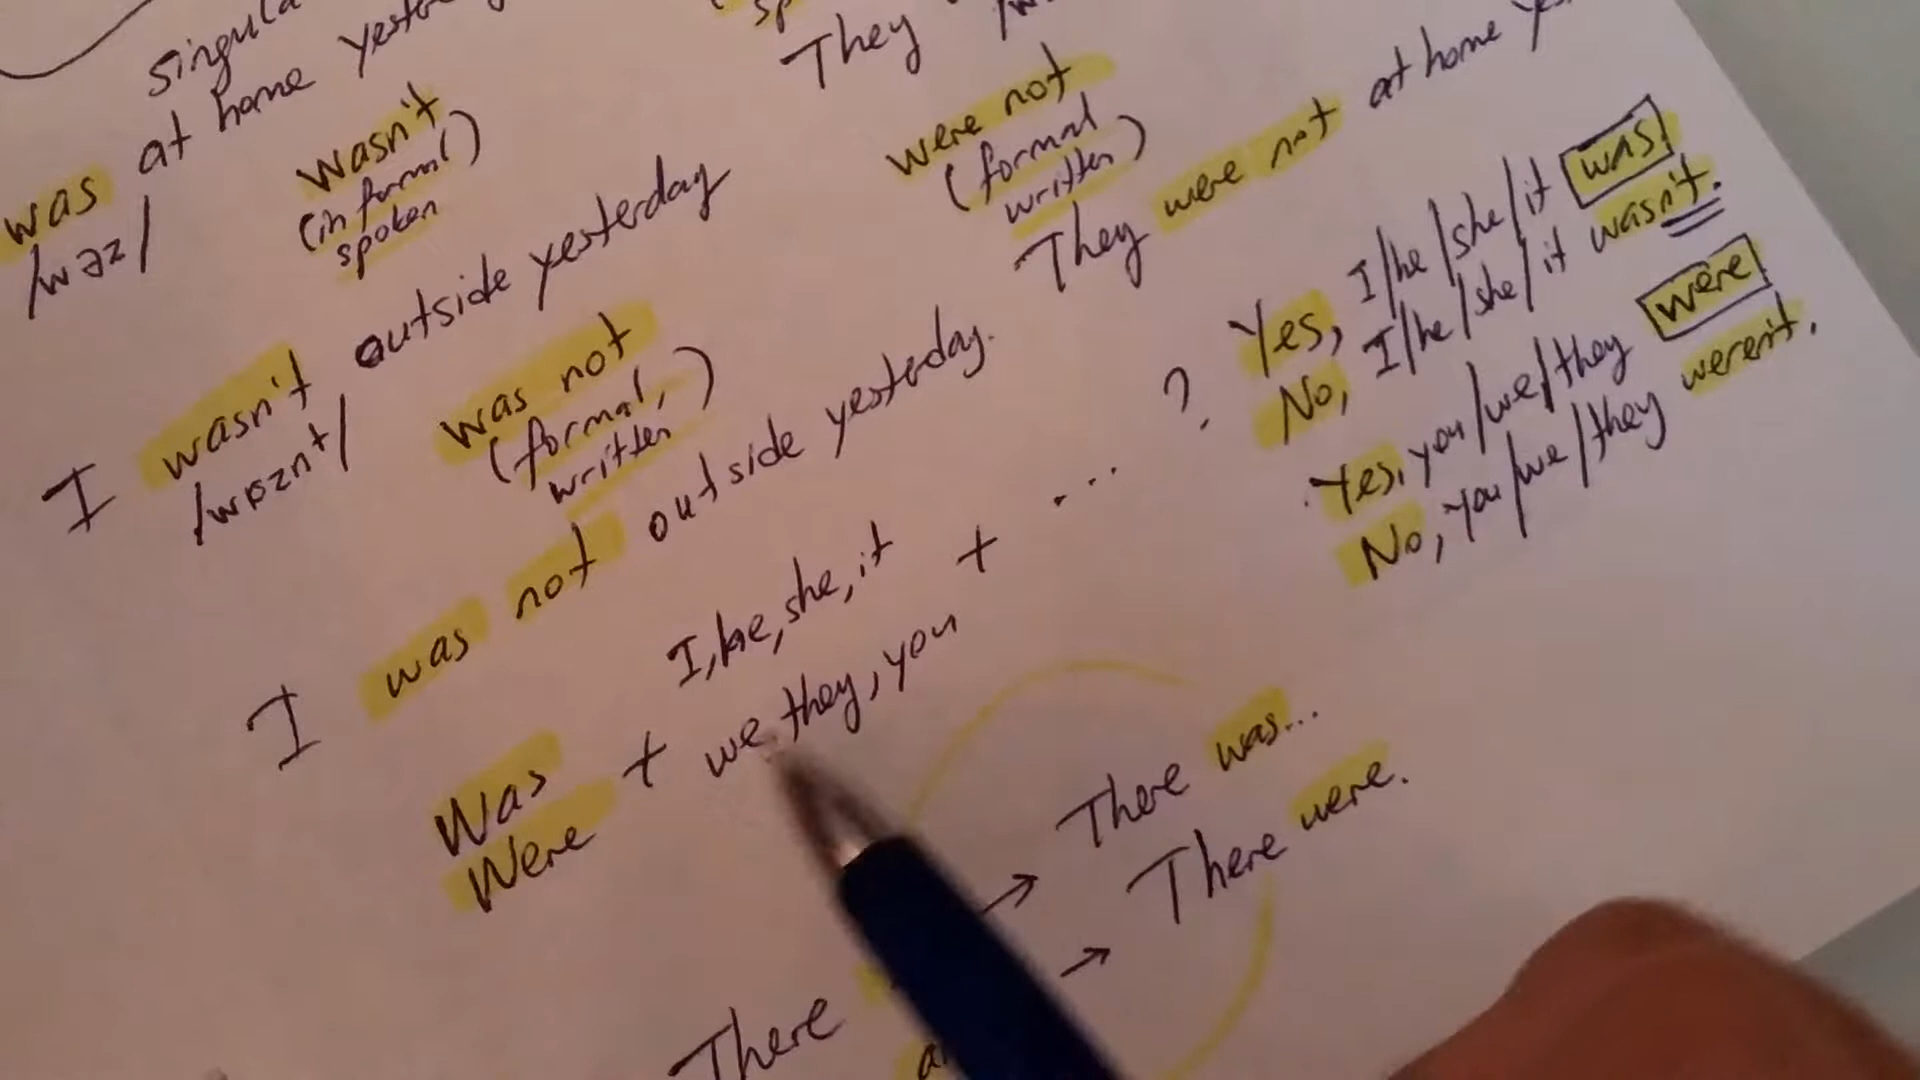 at home yesterday
was
/wəz/
wasn't
(informal)
spoken
I wasn't outside yesterday
/wɒznt/
was not
(formal,
written)
I was not outside yesterday.
They
were not
(formal
written)
They were not at home
Was + I, he, she, it + ... ?
Were we, they, you
Yes, I/he/she/it was
No, I/he/she/it wasn't.
Yes, you/we/they were
No, you/we/they weren't.
→ There was...
→ There were.
There